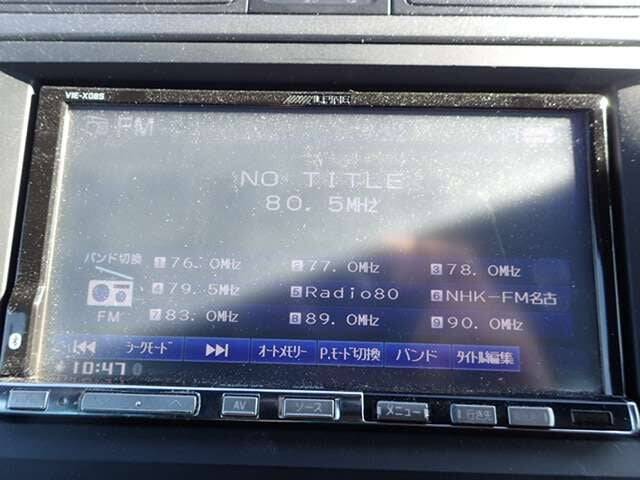 VIE-X08S
ALPINE
FM
NO TITLE
80.5MHz
バンド切換
FM
1 76.0MHz
2 77.0MHz
3 78.0MHz
4 79.5MHz
5 Radio80
6 NHK-FM名古
7 83.0MHz
8 89.0MHz
9 90.0MHz
シークモード
オートメモリー
P.モード切換
バンド
タイトル編集
10:47
AV
ソース
メニュー